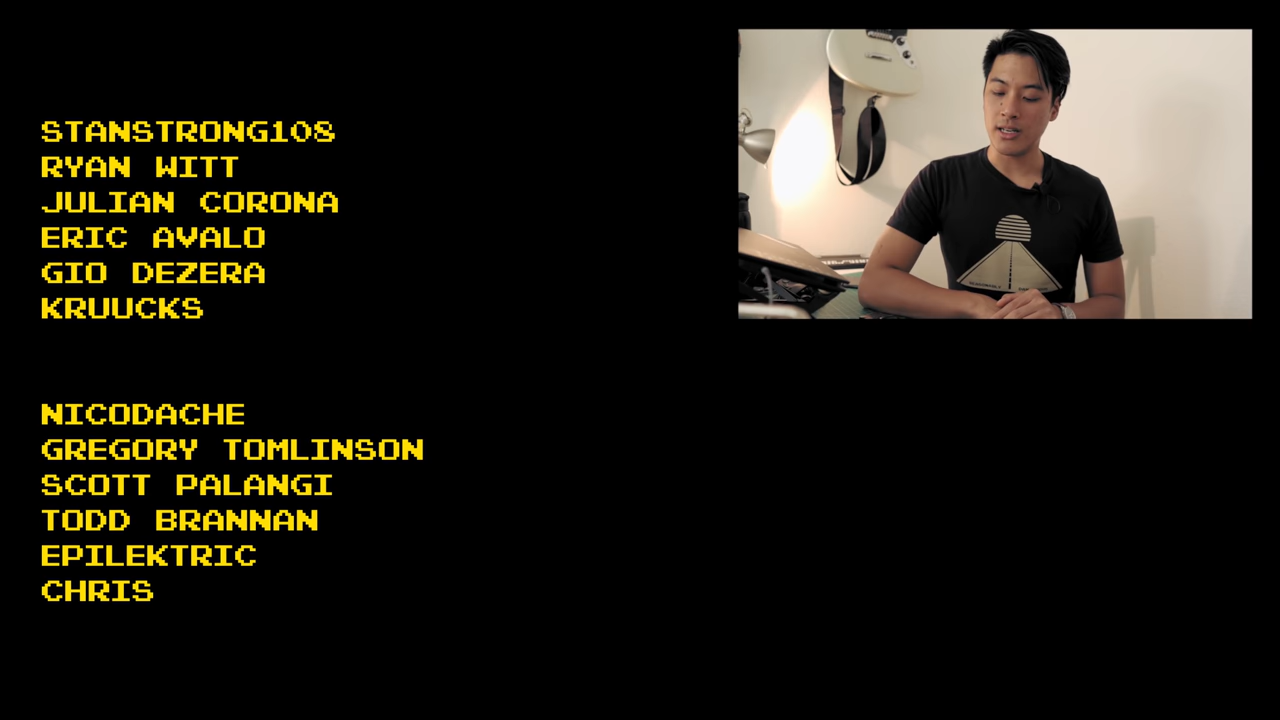 STANSTRONG108
RYAN WITT
JULIAN CORONA
ERIC AVALO
GIO DEZERA
KRUUCKS
NICODACHE
GREGORY TOMLINSON
SCOTT PALANGI
TODD BRANNAN
EPILEKTRIC
CHRIS